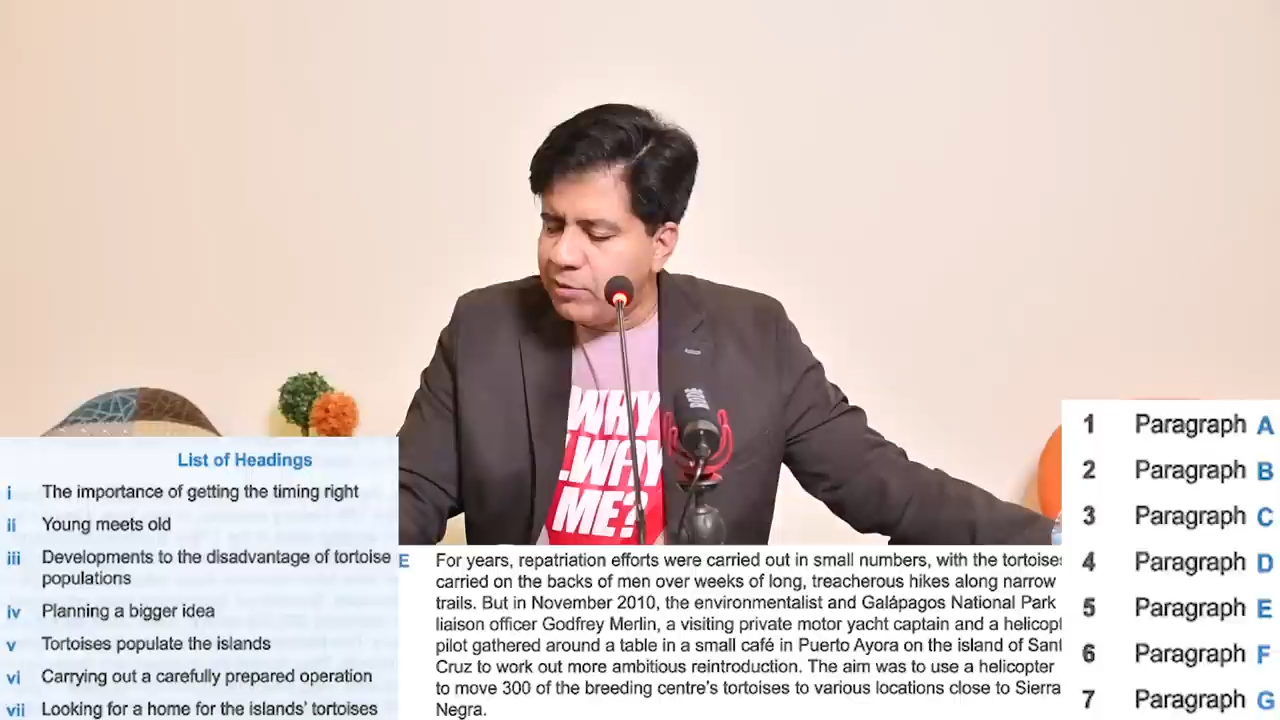 WHY
WHY
ME?
RODE
List of Headings
i The importance of getting the timing right
ii Young meets old
iii Developments to the disadvantage of tortoise
populations
iv Planning a bigger idea
v Tortoises populate the islands
vi Carrying out a carefully prepared operation
vii Looking for a home for the islands' tortoises
E For years, repatriation efforts were carried out in small numbers, with the tortoises
carried on the backs of men over weeks of long, treacherous hikes along narrow
trails. But in November 2010, the environmentalist and Galápagos National Park
liaison officer Godfrey Merlin, a visiting private motor yacht captain and a helicopt
pilot gathered around a table in a small café in Puerto Ayora on the island of Sant
Cruz to work out more ambitious reintroduction. The aim was to use a helicopter
to move 300 of the breeding centre's tortoises to various locations close to Sierra
Negra.
1 Paragraph A
2 Paragraph B
3 Paragraph C
4 Paragraph D
5 Paragraph E
6 Paragraph F
7 Paragraph G